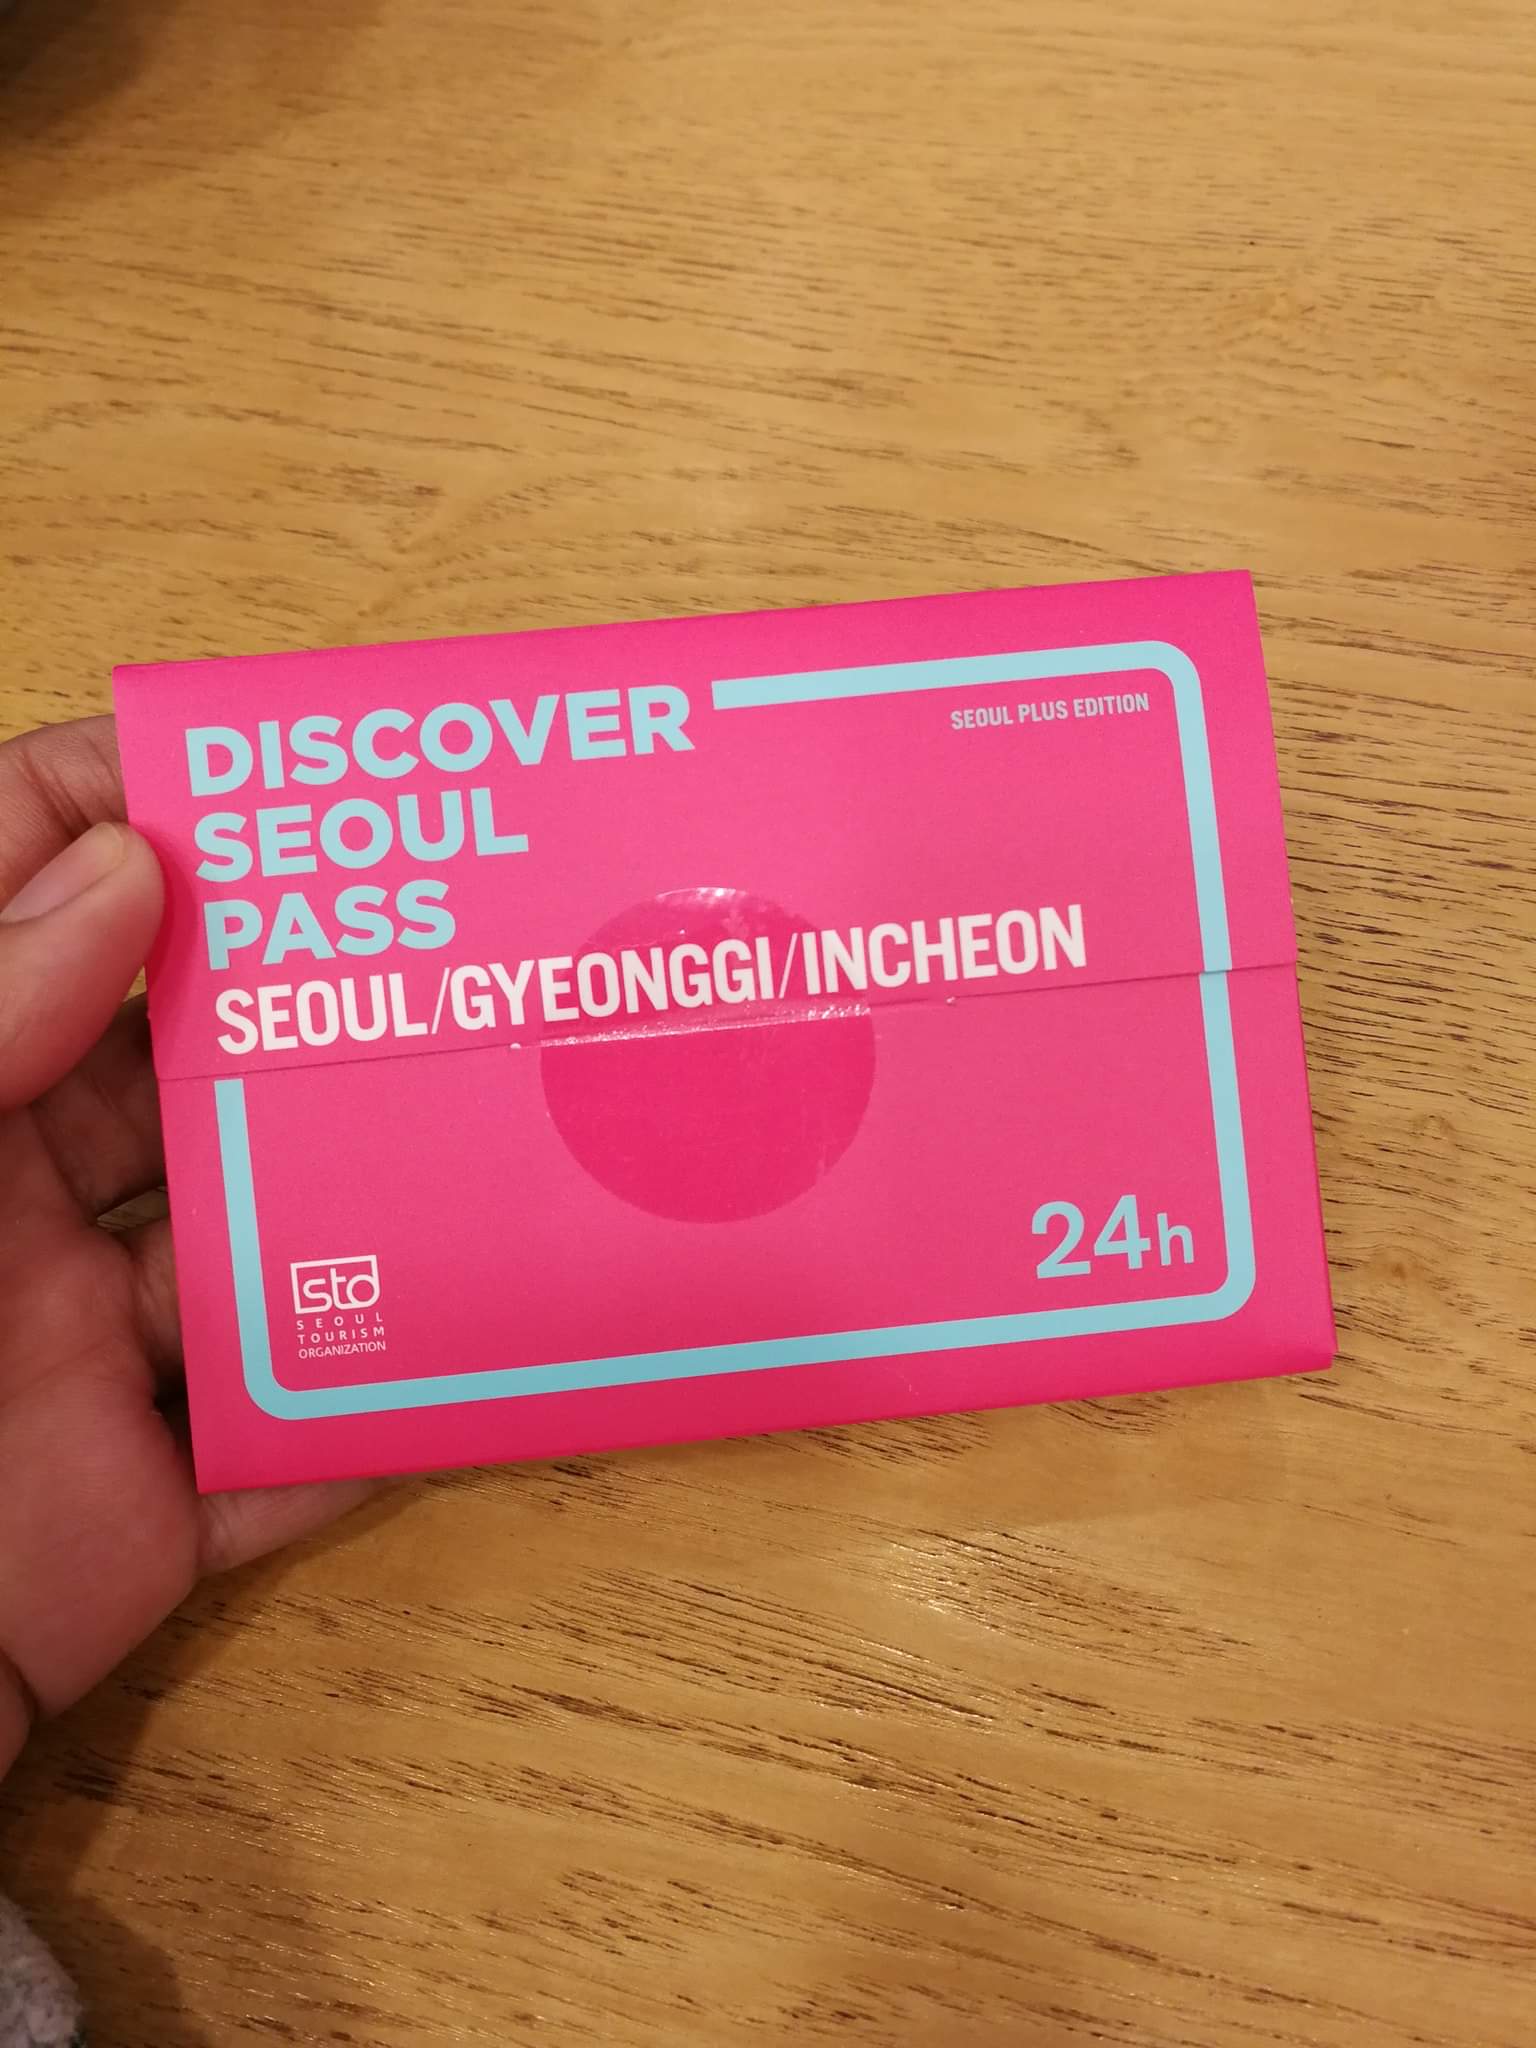 DISCOVER
SEOUL
PASS
SEOUL PLUS EDITION
SEOUL/GYEONGGI/INCHEON
24h
sto
SEOUL
TOURISM
ORGANIZATION